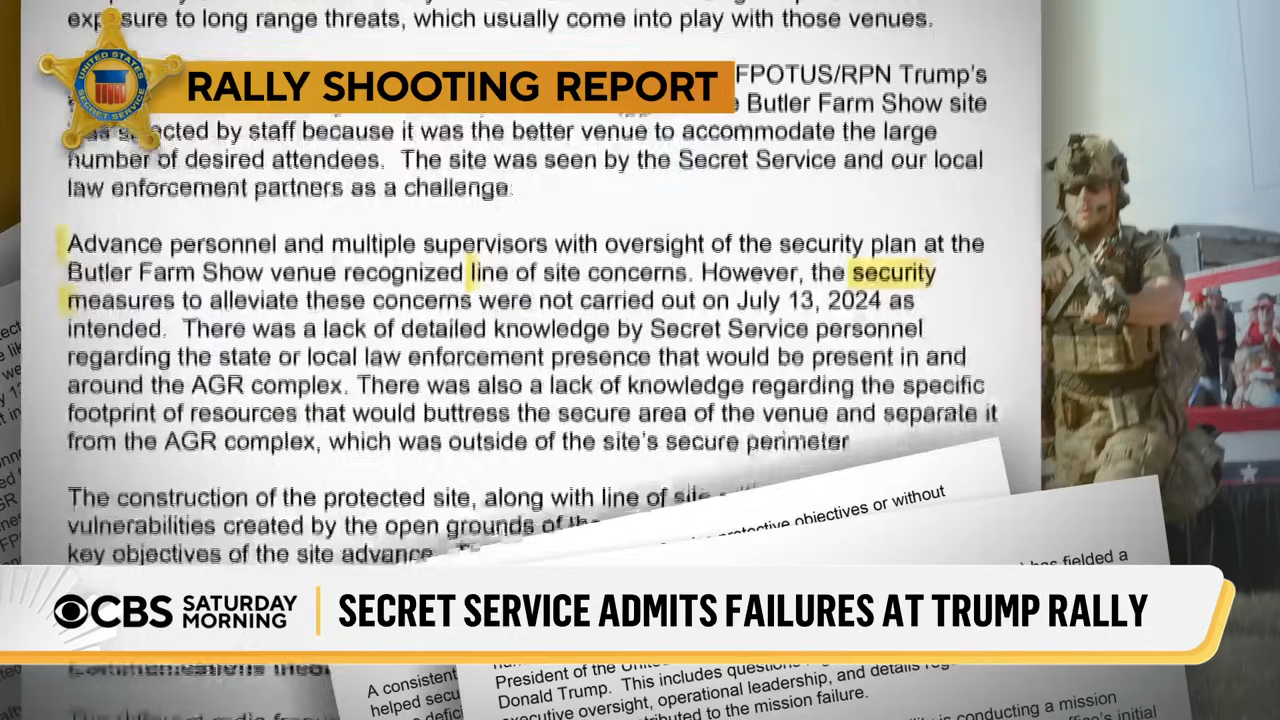 exposure to long range threats, which usually come into play with those venues.
UNITED STATES
SECRET SERVICE
RALLY SHOOTING REPORT
FPOTUS/RPN Trump's
Butler Farm Show site
by staff because it was the better venue to accommodate the large
number of desired attendees. The site was seen by the Secret Service and our local
law enforcement partners as a challenge.
Advance personnel and multiple supervisors with oversight of the security plan at the
Butler Farm Show venue recognized line of site concerns. However, the security
measures to alleviate these concerns were not carried out on July 13, 2024 as
intended. There was a lack of detailed knowledge by Secret Service personnel
regarding the state or local law enforcement presence that would be present in and
around the AGR complex. There was also a lack of knowledge regarding the specific
footprint of resources that would buttress the secure area of the venue and separate it
from the AGR complex, which was outside of the site's secure perimeter
The construction of the protected site, along with line of
vulnerabilities created by the open grounds of
key objectives of the site advance.
protective objectives or without
has fielded a
CBS SATURDAY MORNING
SECRET SERVICE ADMITS FAILURES AT TRUMP RALLY
A consistent
helped
President of the
Donald Trump. This includes
executive oversight, operational leadership, and details
to the mission failure.
is conducting a mission
initial